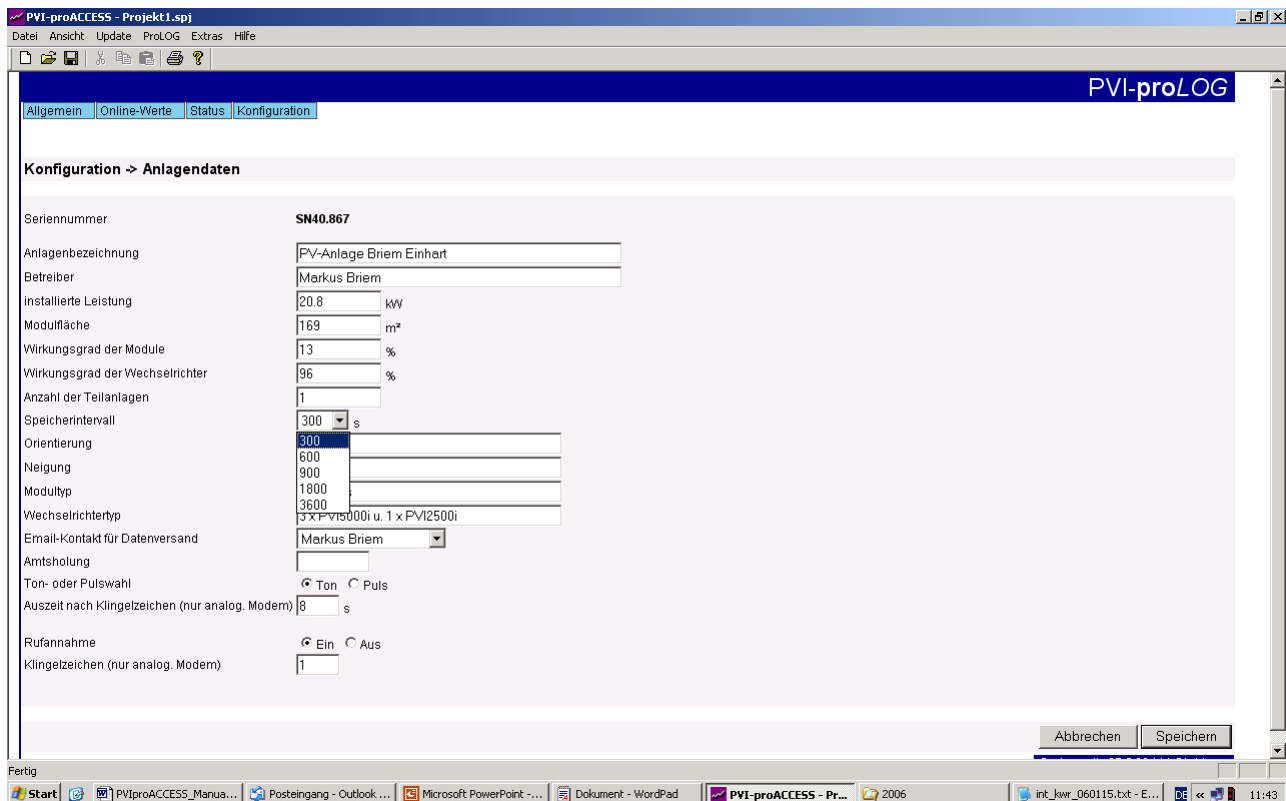 PVI-proACCESS - Projekt1.spj
Datei Ansicht Update ProLOG Extras Hilfe
PVI-proLOG
Allgemein Online-Werte Status Konfiguration
Konfiguration -> Anlagendaten
Seriennummer SN40.867
Anlagenbezeichnung PV-Anlage Briem Einhart
Betreiber Markus Briem
installierte Leistung 20.8 kW
Modulfläche 169 m²
Wirkungsgrad der Module 13 %
Wirkungsgrad der Wechselrichter 96 %
Anzahl der Teilanlagen 1
Speicherintervall 300 s
Orientierung 300
600
Neigung 900
Modultyp 1800
3600
Wechselrichtertyp 3 x PVI5000i u. 1 x PVI2500i
Email-Kontakt für Datenversand Markus Briem
Amtsholung
Ton- oder Pulswahl Ton Puls
Auszeit nach Klingelzeichen (nur analog. Modem) 8 s
Rufannahme Ein Aus
Klingelzeichen (nur analog. Modem) 1
Abbrechen Speichern
Fertig
Start PVIproACCESS_Manua... Posteingang - Outlook ... Microsoft PowerPoint -... Dokument - WordPad PVI-proACCESS - Pr... 2006 int_kwr_060115.txt - E... DE « 11:43